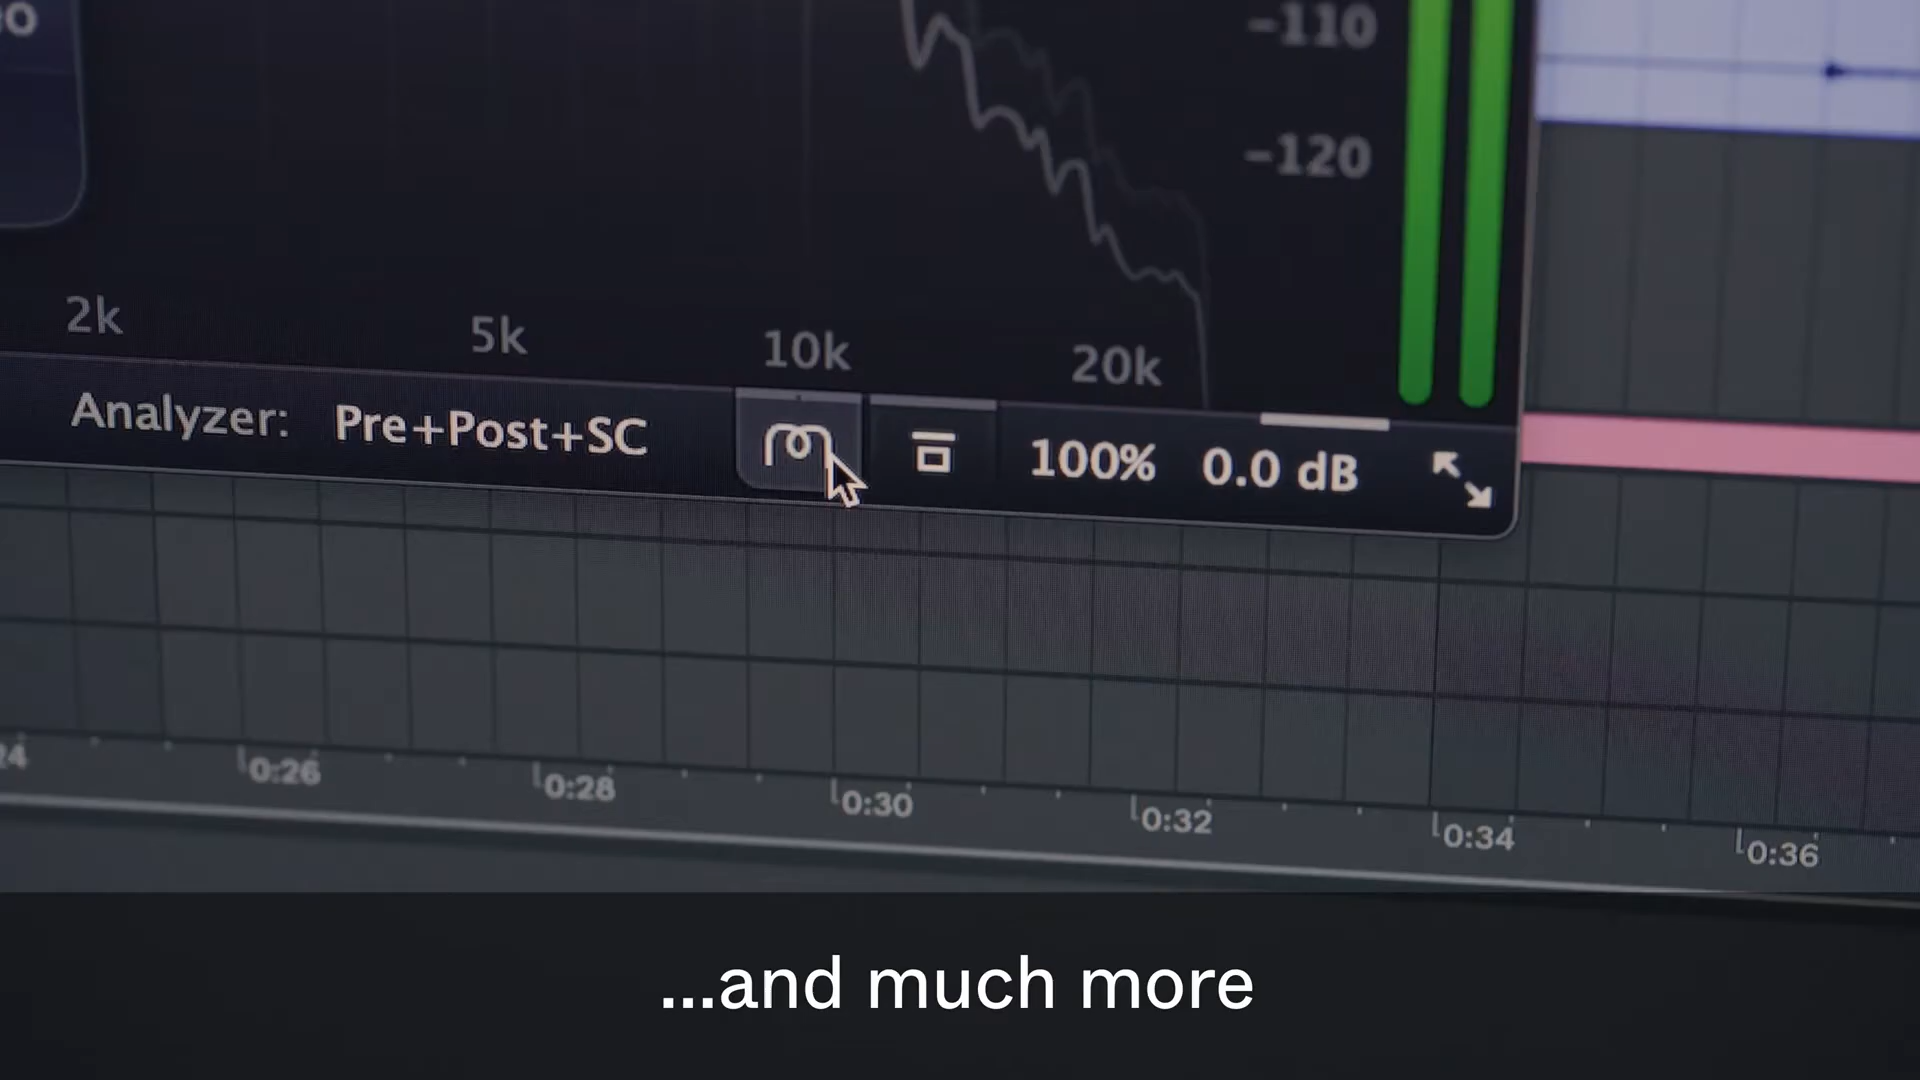 -110
-120
2k 5k 10k 20k
Analyzer: Pre+Post+SC 100% 0.0 dB
24 0:26 0:28 0:30 0:32 0:34 0:36
...and much more